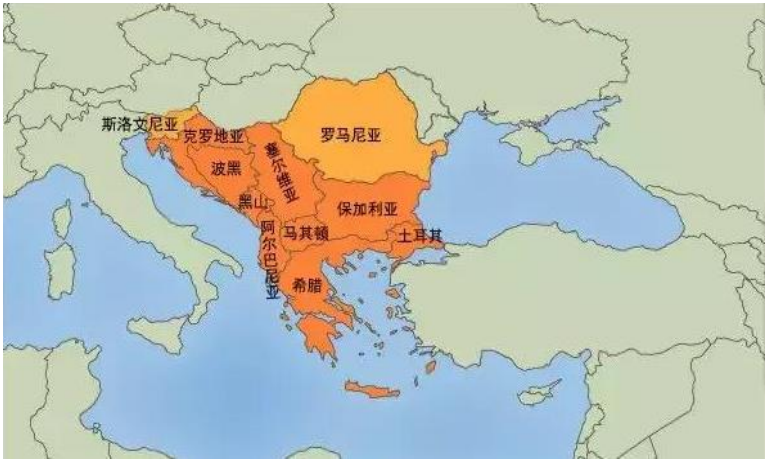 斯洛文尼亚
克罗地亚
罗马尼亚
塞尔维亚
波黑
黑山
保加利亚
阿尔巴尼亚
马其顿
土耳其
希腊